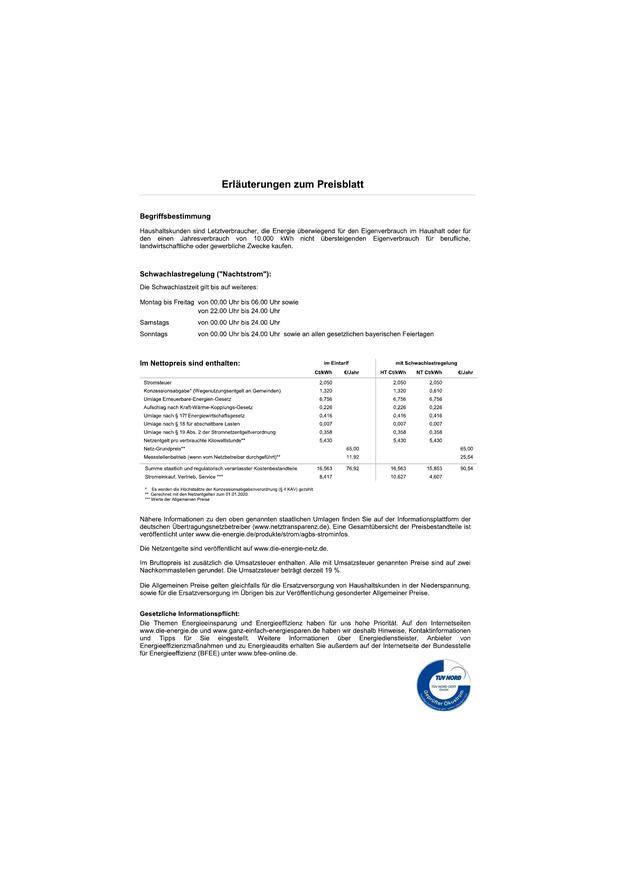 Erläuterungen zum Preisblatt
Begriffsbestimmung
Haushaltskunden sind Letztverbraucher, die Energie überwiegend für den Eigenverbrauch im Haushalt oder für
den einen Jahresverbrauch von 10.000 kWh nicht übersteigenden Eigenverbrauch für berufliche,
landwirtschaftliche oder gewerbliche Zwecke kaufen.
Schwachlastregelung ("Nachtstrom"):
Die Schwachlastzeit gilt bis auf weiteres:
Montag bis Freitag von 00.00 Uhr bis 06.00 Uhr sowie
von 22.00 Uhr bis 24.00 Uhr
Samstags von 00.00 Uhr bis 24.00 Uhr
Sonntags von 00.00 Uhr bis 24.00 Uhr sowie an allen gesetzlichen bayerischen Feiertagen
Im Nettopreis sind enthalten: im Eintarif mit Schwachlastregelung
Ct/kWh €/Jahr HT Ct/kWh NT Ct/kWh €/Jahr
Stromsteuer 2,050 2,050 2,050
Konzessionsabgabe* (Wegenutzungsentgelt an Gemeinden) 1,320 1,320 0,610
Umlage Erneuerbare-Energien-Gesetz 6,756 6,756 6,756
Aufschlag nach Kraft-Wärme-Kopplungs-Gesetz 0,226 0,226 0,226
Umlage nach § 17f Energiewirtschaftsgesetz 0,416 0,416 0,416
Umlage nach § 18 für abschaltbare Lasten 0,007 0,007 0,007
Umlage nach § 19 Abs. 2 der Stromnetzentgeltverordnung 0,358 0,358 0,358
Netzentgelt pro verbrauchte Kilowattstunde** 5,430 5,430 5,430
Netz-Grundpreis** 65,00 65,00
Messstellenbetrieb (wenn vom Netzbetreiber durchgeführt)** 11,92 25,54
Summe staatlich und regulatorisch veranlasster Kostenbestandteile 16,563 76,92 16,563 15,853 90,54
Stromeinkauf, Vertrieb, Service *** 8,417 10,627 4,607
* Es werden die Höchstsätze der Konzessionsabgabenverordnung (§ 4 KAV) gezahlt.
** Gerechnet mit den Netzentgelten zum 01.01.2020.
*** Werte der Allgemeinen Preise
Nähere Informationen zu den oben genannten staatlichen Umlagen finden Sie auf der Informationsplattform der
deutschen Übertragungsnetzbetreiber (www.netztransparenz.de). Eine Gesamtübersicht der Preisbestandteile ist
veröffentlicht unter www.die-energie.de/produkte/strom/agbs-strominfos.
Die Netzentgelte sind veröffentlicht auf www.die-energie-netz.de.
Im Bruttopreis ist zusätzlich die Umsatzsteuer enthalten. Alle mit Umsatzsteuer genannten Preise sind auf zwei
Nachkommastellen gerundet. Die Umsatzsteuer beträgt derzeit 19 %.
Die Allgemeinen Preise gelten gleichfalls für die Ersatzversorgung von Haushaltskunden in der Niederspannung,
sowie für die Ersatzversorgung im Übrigen bis zur Veröffentlichung gesonderter Allgemeiner Preise.
Gesetzliche Informationspflicht:
Die Themen Energieeinsparung und Energieeffizienz haben für uns hohe Priorität. Auf den Internetseiten
www.die-energie.de und www.ganz-einfach-energiesparen.de haben wir deshalb Hinweise, Kontaktinformationen
und Tipps für Sie eingestellt. Weitere Informationen über Energiedienstleister, Anbieter von
Energieeffizienzmaßnahmen und zu Energieaudits erhalten Sie außerdem auf der Internetseite der Bundesstelle
für Energieeffizienz (BFEE) unter www.bfee-online.de.
TÜV NORD
TÜV NORD CERT
GmbH
Geprüfter Ökostrom